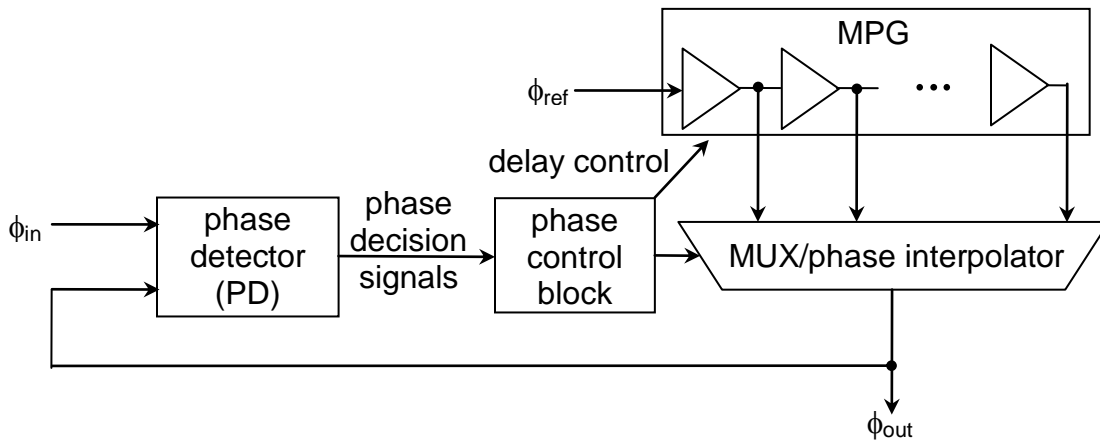 MPG
ϕref
•••
delay control
ϕin
phase
detector
(PD)
phase
decision
signals
phase
control
block
MUX/phase interpolator
ϕout